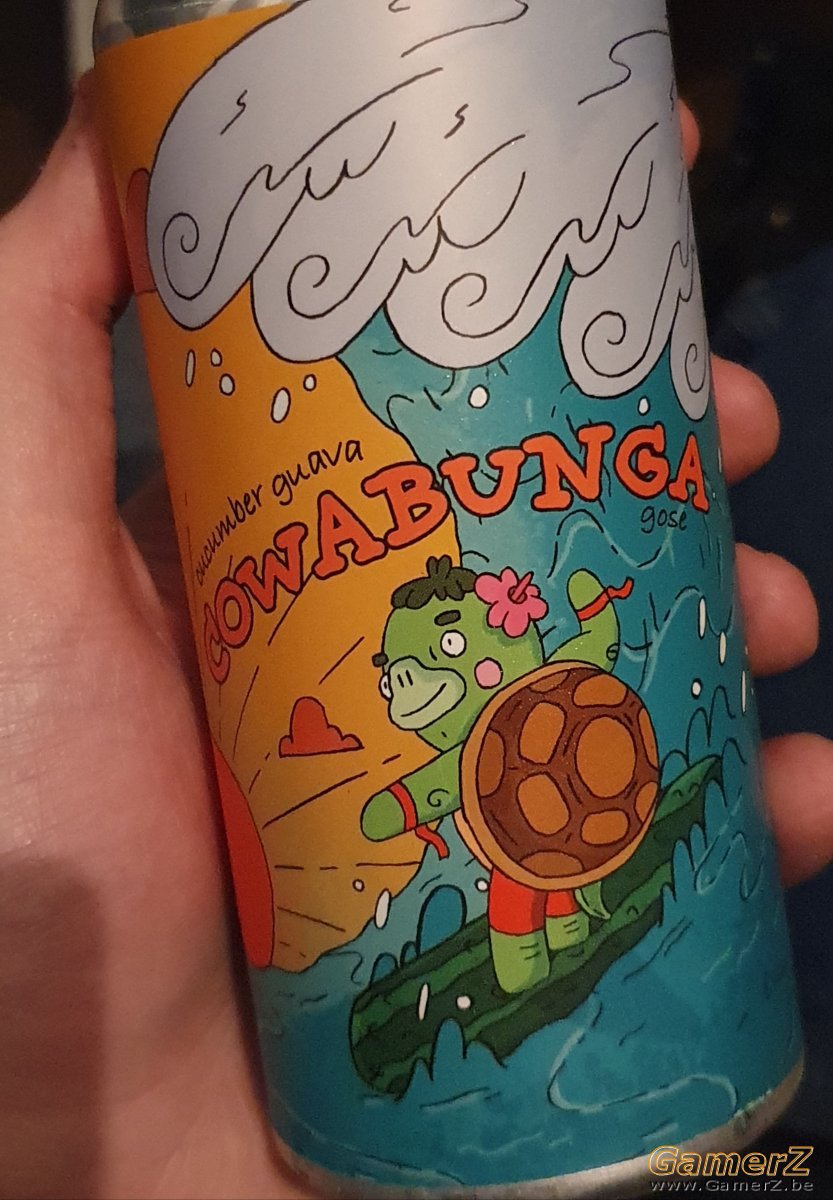 cucumber guava
COWABUNGA
gose
GamerZ
www.GamerZ.be